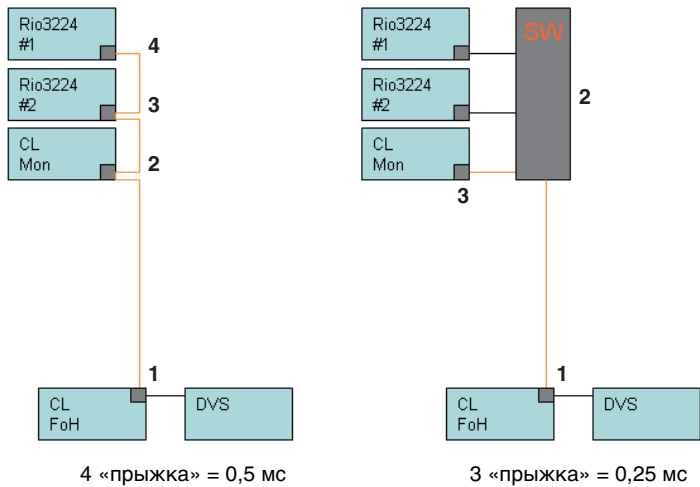 Rio3224
#1
4
Rio3224
#2
3
CL
Mon
2
1
CL
FoH
DVS
4 «прыжка» = 0,5 мс
Rio3224
#1
SW
Rio3224
#2
2
CL
Mon
3
1
CL
FoH
DVS
3 «прыжка» = 0,25 мс